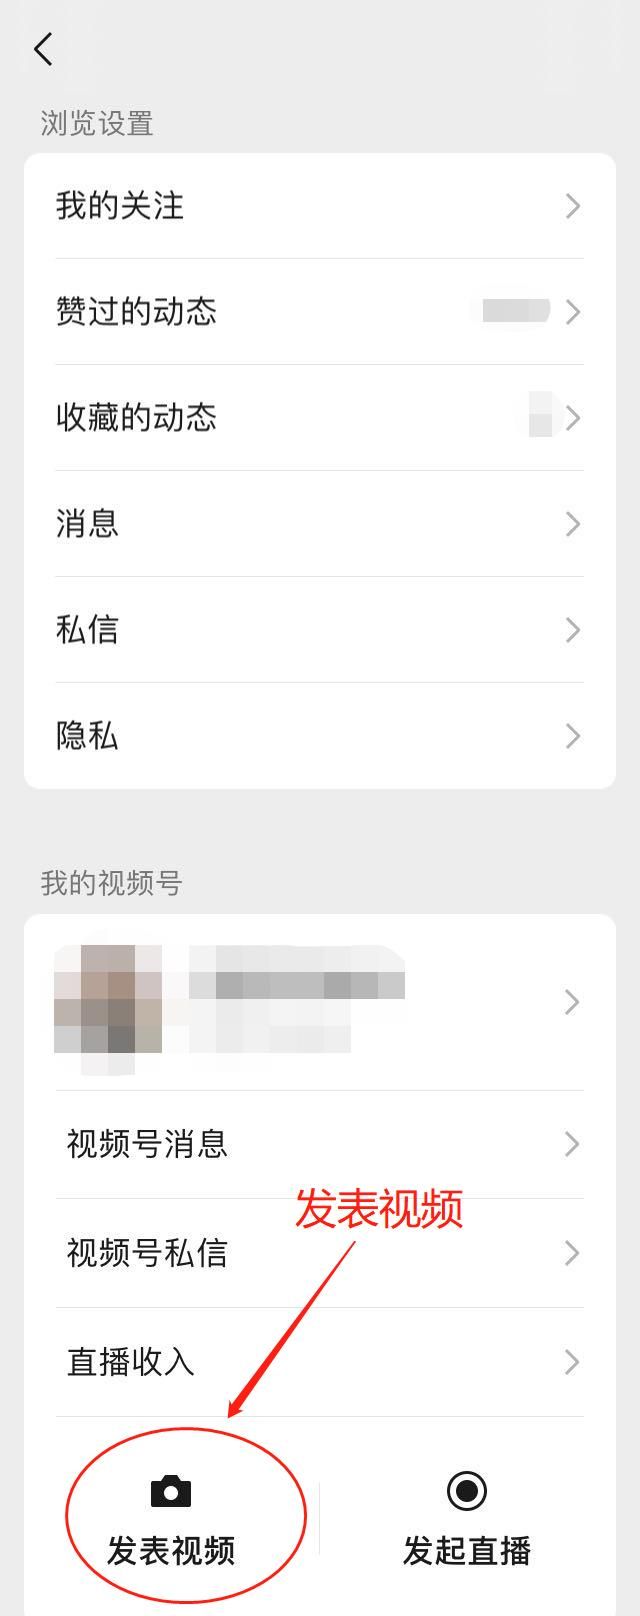 浏览设置
我的关注
赞过的动态
收藏的动态
消息
私信
隐私
我的视频号
视频号消息
发表视频
视频号私信
直播收入
发表视频
发起直播